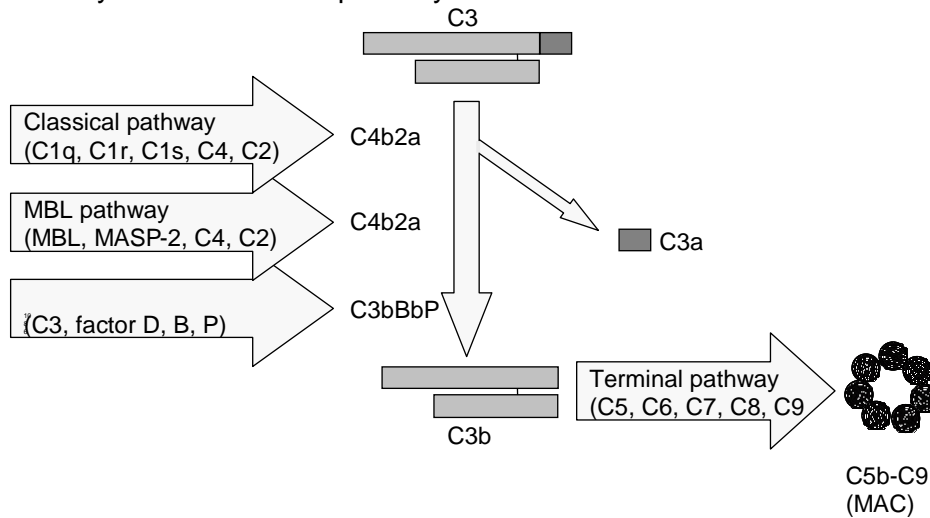 C3
Classical pathway
(C1q, C1r, C1s, C4, C2)
C4b2a
MBL pathway
(MBL, MASP-2, C4, C2)
C4b2a
C3a
(C3, factor D, B, P)
C3bBbP
Terminal pathway
(C5, C6, C7, C8, C9
C3b
C5b-C9
(MAC)